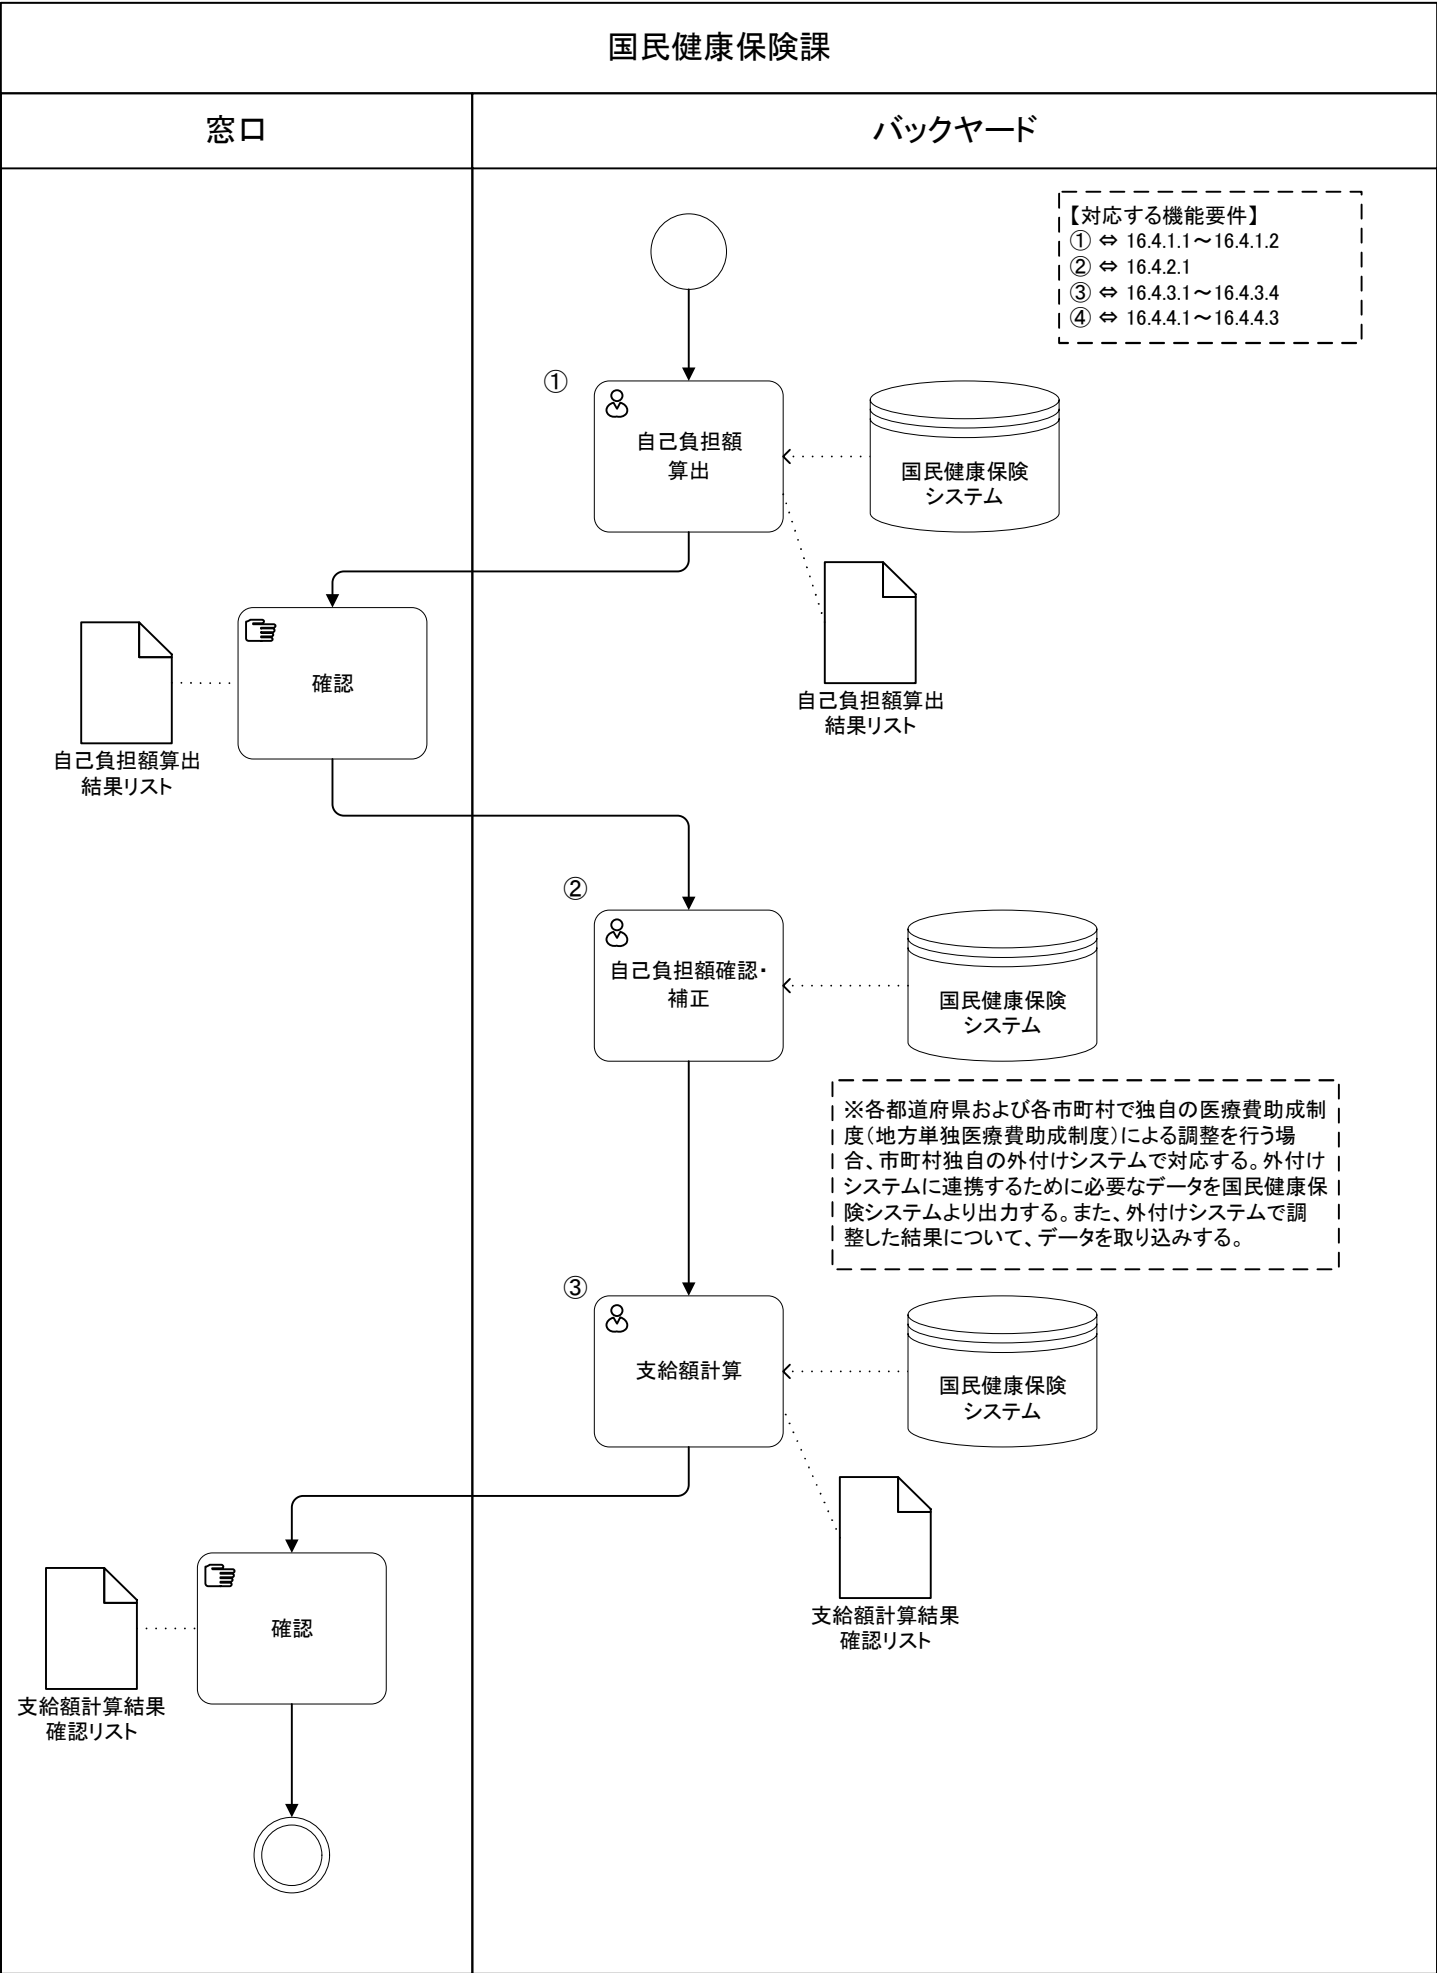 国民健康保険課
窓口
バックヤード
【対応する機能要件】
① ⇔ 16.4.1.1～16.4.1.2
② ⇔ 16.4.2.1
③ ⇔ 16.4.3.1～16.4.3.4
④ ⇔ 16.4.4.1～16.4.4.3
①
自己負担額
算出
国民健康保険
システム
自己負担額算出
結果リスト
確認
自己負担額算出
結果リスト
②
自己負担額確認・
補正
国民健康保険
システム
※各都道府県および各市町村で独自の医療費助成制
度（地方単独医療費助成制度）による調整を行う場
合、市町村独自の外付けシステムで対応する。外付け
システムに連携するために必要なデータを国民健康保
険システムより出力する。また、外付けシステムで調
整した結果について、データを取り込みする。
③
支給額計算
国民健康保険
システム
支給額計算結果
確認リスト
確認
支給額計算結果
確認リスト